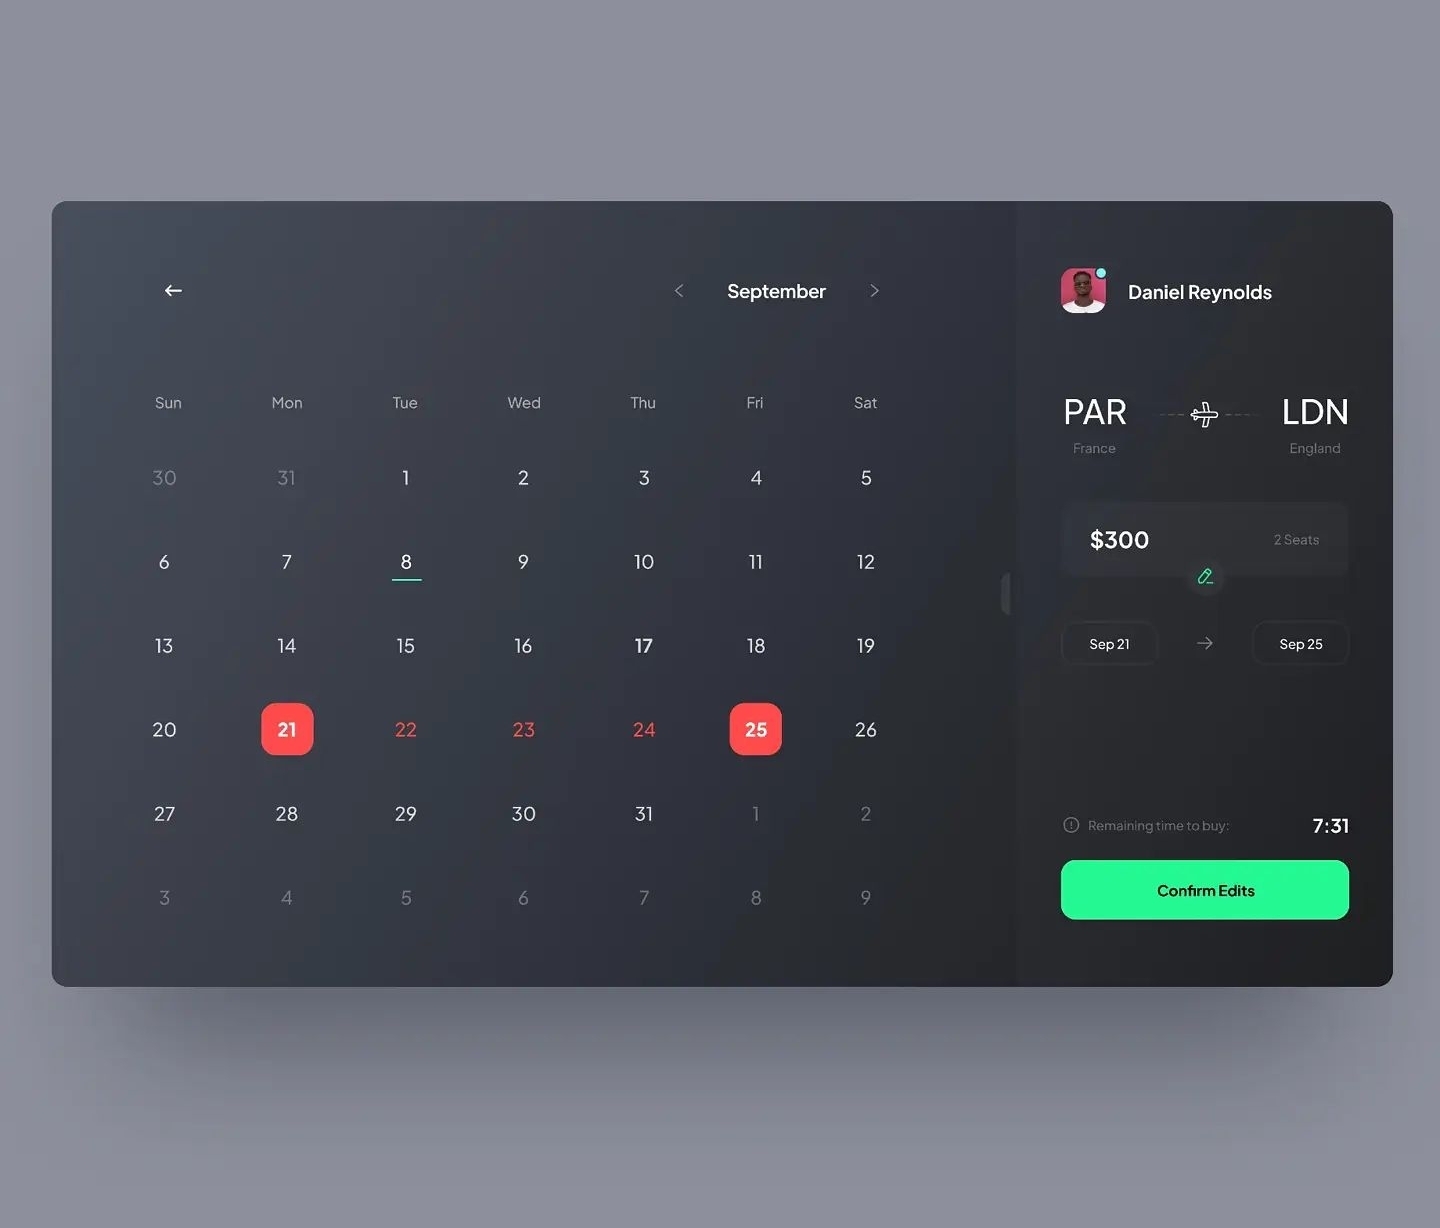 September
Sun Mon Tue Wed Thu Fri Sat
30 31 1 2 3 4 5
6 7 8 9 10 11 12
13 14 15 16 17 18 19
20 21 22 23 24 25 26
27 28 29 30 31 1 2
3 4 5 6 7 8 9
Daniel Reynolds
PAR LDN
France England
$300 2 Seats
Sep 21 Sep 25
Remaining time to buy: 7:31
Confirm Edits